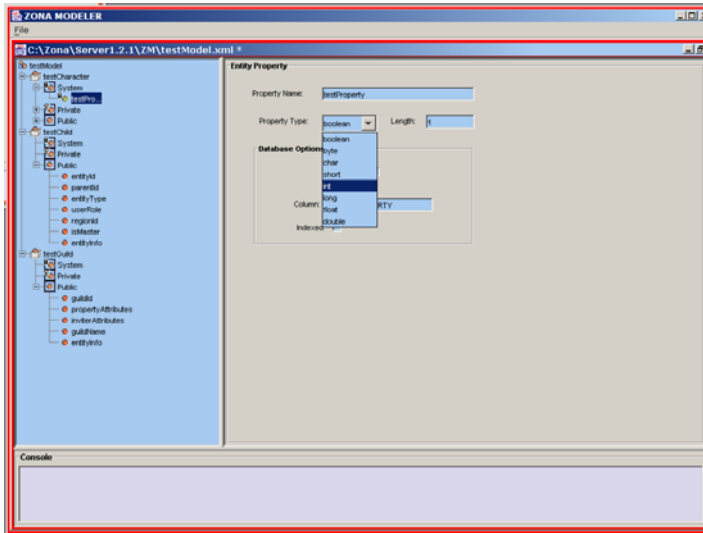 ZONA MODELER
File
C:\Zona\Server1.2.1\ZM\testModel.xml *
testModel
testCharacter
System
testPro...
Private
Public
testChild
System
Private
Public
entityId
parentId
entityType
userRole
regionId
isMaster
entityInfo
testGuild
System
Private
Public
guildId
propertyAttributes
inviterAttributes
guildName
entityInfo
Entity Property
Property Name: testProperty
Property Type: boolean Length: 1
boolean
byte
char
short
int
long
float
double
Database Options
Column: RTY
Indexed:
Console